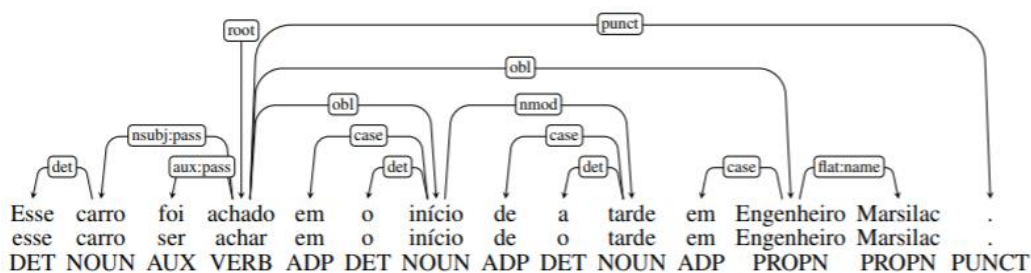 root
punct
obl
obl
nmod
nsubj:pass
case
case
det
aux:pass
det
det
case
flat:name
Esse carro foi achado em o início de a tarde em Engenheiro Marsilac .
esse carro ser achar em o início de o tarde em Engenheiro Marsilac .
DET NOUN AUX VERB ADP DET NOUN ADP DET NOUN ADP PROPN PROPN PUNCT